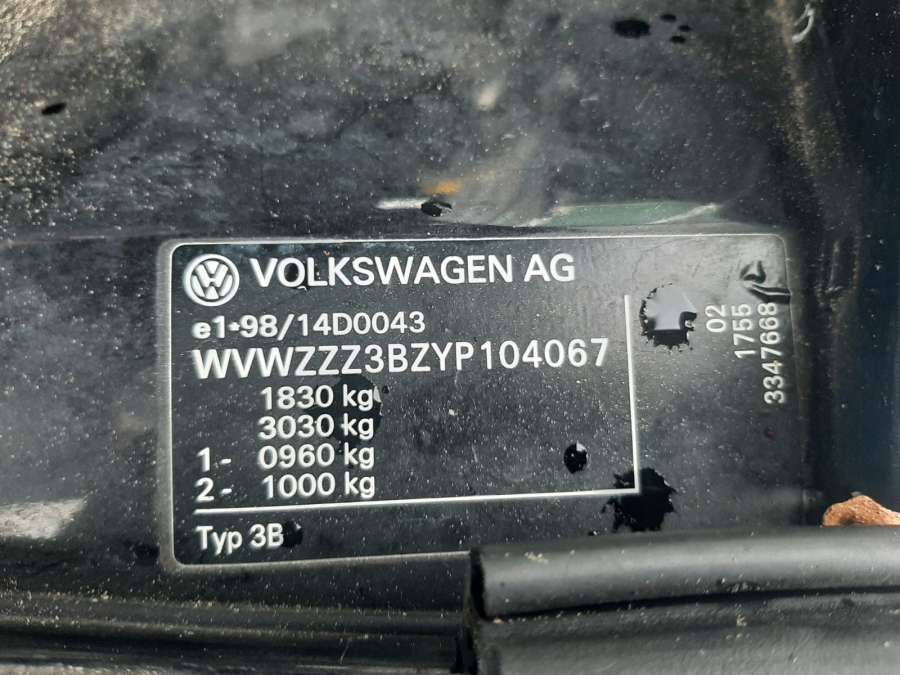 VOLKSWAGEN AG
e1*98/14D0043
WVWZZZ3BZYP104067
1830 kg
3030 kg
1- 0960 kg
2- 1000 kg
Typ 3B
02
1755
3347668